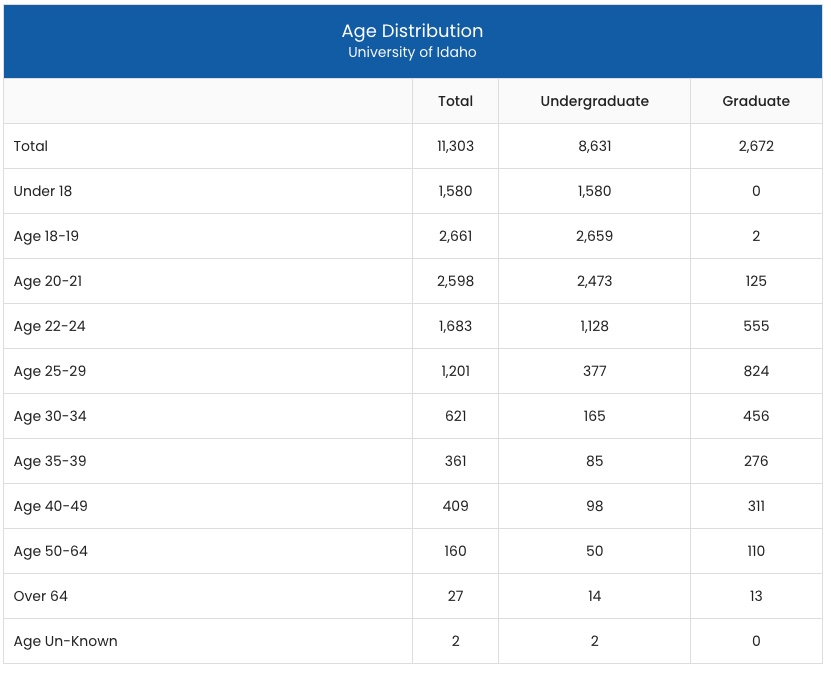 Age Distribution
University of Idaho
Total Undergraduate Graduate
Total 11,303 8,631 2,672
Under 18 1,580 1,580 0
Age 18-19 2,661 2,659 2
Age 20-21 2,598 2,473 125
Age 22-24 1,683 1,128 555
Age 25-29 1,201 377 824
Age 30-34 621 165 456
Age 35-39 361 85 276
Age 40-49 409 98 311
Age 50-64 160 50 110
Over 64 27 14 13
Age Un-Known 2 2 0